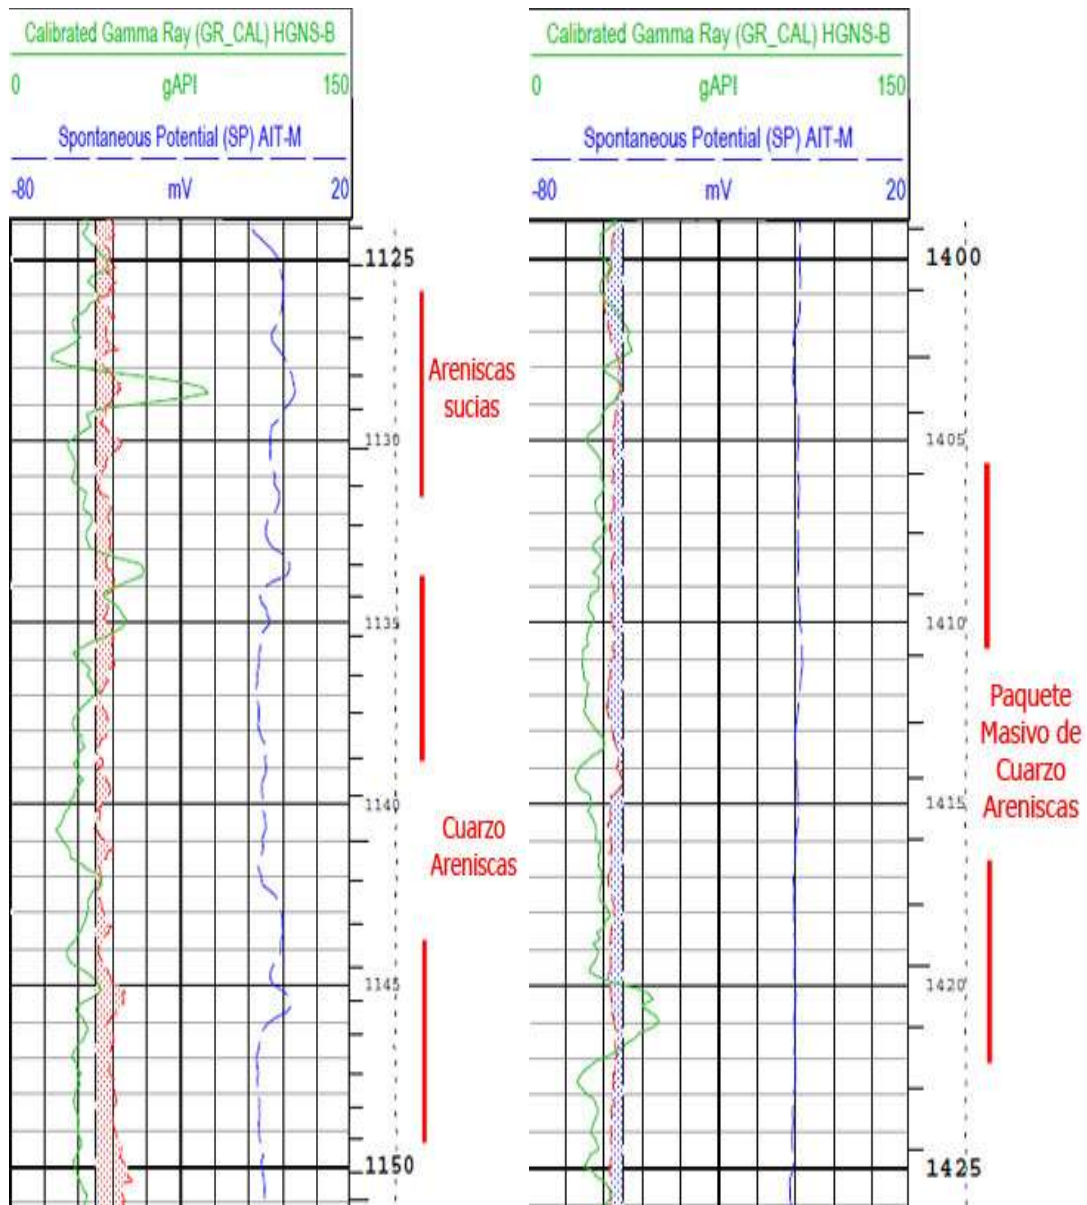 Calibrated Gamma Ray (GR_CAL) HGNS-B
0 gAPI 150
Spontaneous Potential (SP) AIT-M
-80 mV 20
1125
Areniscas
sucias
1130
1135
1140
Cuarzo
Areniscas
1145
1150
Calibrated Gamma Ray (GR_CAL) HGNS-B
0 gAPI 150
Spontaneous Potential (SP) AIT-M
-80 mV 20
1400
1405
1410
Paquete
Masivo de
Cuarzo
Areniscas
1415
1420
1425